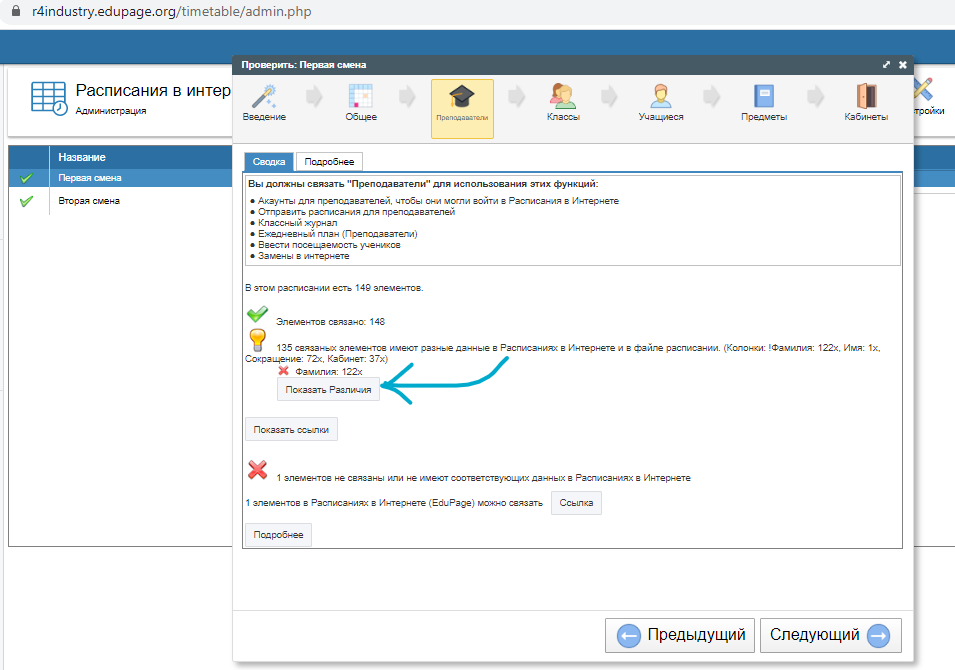 r4industry.edupage.org/timetable/admin.php
Проверить: Первая смена
Расписания в интер
Администрация
Введение
Общее
Преподаватели
Классы
Учащиеся
Предметы
Кабинеты
тройки
Название
Первая смена
Вторая смена
Сводка
Подробнее
Вы должны связать "Преподаватели" для использования этих функций:
● Акаунты для преподавателей, чтобы они могли войти в Расписания в Интернете
● Отправить расписания для преподавателей
● Классный журнал
● Ежедневный план (Преподаватели)
● Ввести посещаемость учеников
● Замены в интернете
В этом расписании есть 149 элементов.
Элементов связано: 148
135 связаных элементов имеют разные данные в Расписаниях в Интернете и в файле расписании. (Колонки: !Фамилия: 122x, Имя: 1x,
Сокращение: 72x, Кабинет: 37x)
Фамилия: 122x
Показать Различия
Показать ссылки
1 элементов не связаны или не имеют соответствующих данных в Расписаниях в Интернете
1 элементов в Расписаниях в Интернете (EduPage) можно связать
Ссылка
Подробнее
Предыдущий
Следующий